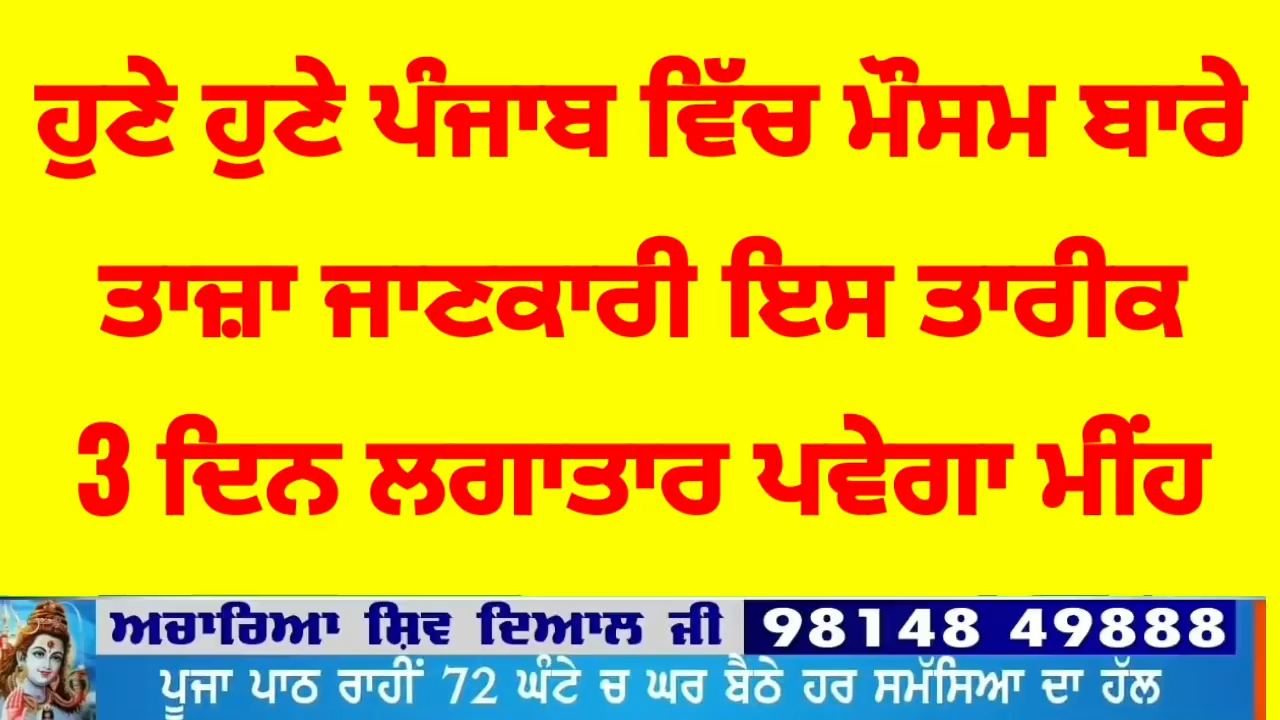 ਹੁਣੇ ਹੁਣੇ ਪੰਜਾਬ ਵਿੱਚ ਮੌਸਮ ਬਾਰੇ
ਤਾਜ਼ਾ ਜਾਣਕਾਰੀ ਇਸ ਤਾਰੀਕ
3 ਦਿਨ ਲਗਾਤਾਰ ਪਵੇਗਾ ਮੀਂਹ
ਅਚਾਰਿਆ ਸ਼ਿਵ ਦਿਆਲ ਜੀ 98148 49888
ਪੂਜਾ ਪਾਠ ਰਾਹੀਂ 72 ਘੰਟੇ ਚ ਘਰ ਬੈਠੇ ਹਰ ਸਮੱਸਿਆ ਦਾ ਹੱਲ